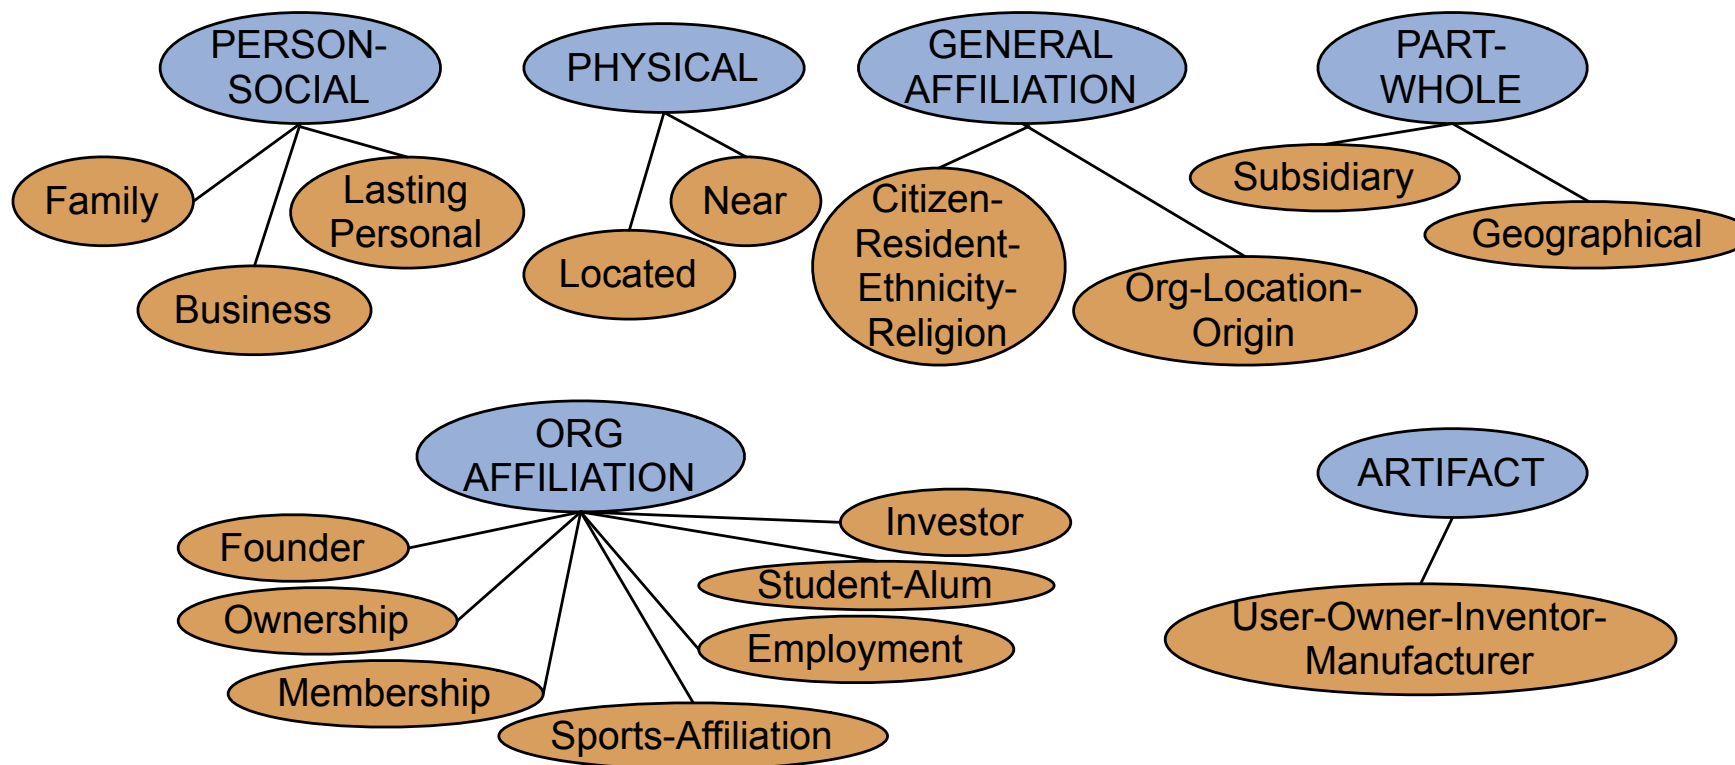 PERSON-
SOCIAL
PHYSICAL
GENERAL
AFFILIATION
PART-
WHOLE
Family
Lasting
Personal
Business
Near
Located
Citizen-
Resident-
Ethnicity-
Religion
Org-Location-
Origin
Subsidiary
Geographical
ORG
AFFILIATION
Founder
Ownership
Membership
Sports-Affiliation
Employment
Student-Alum
Investor
ARTIFACT
User-Owner-Inventor-
Manufacturer